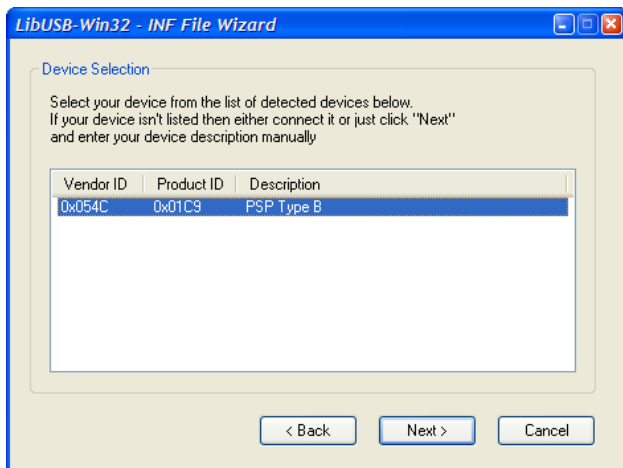 LibUSB-Win32 - INF File Wizard
Device Selection
Select your device from the list of detected devices below.
If your device isn't listed then either connect it or just click "Next"
and enter your device description manually
Vendor ID Product ID Description
0x054C 0x01C9 PSP Type B
< Back Next > Cancel